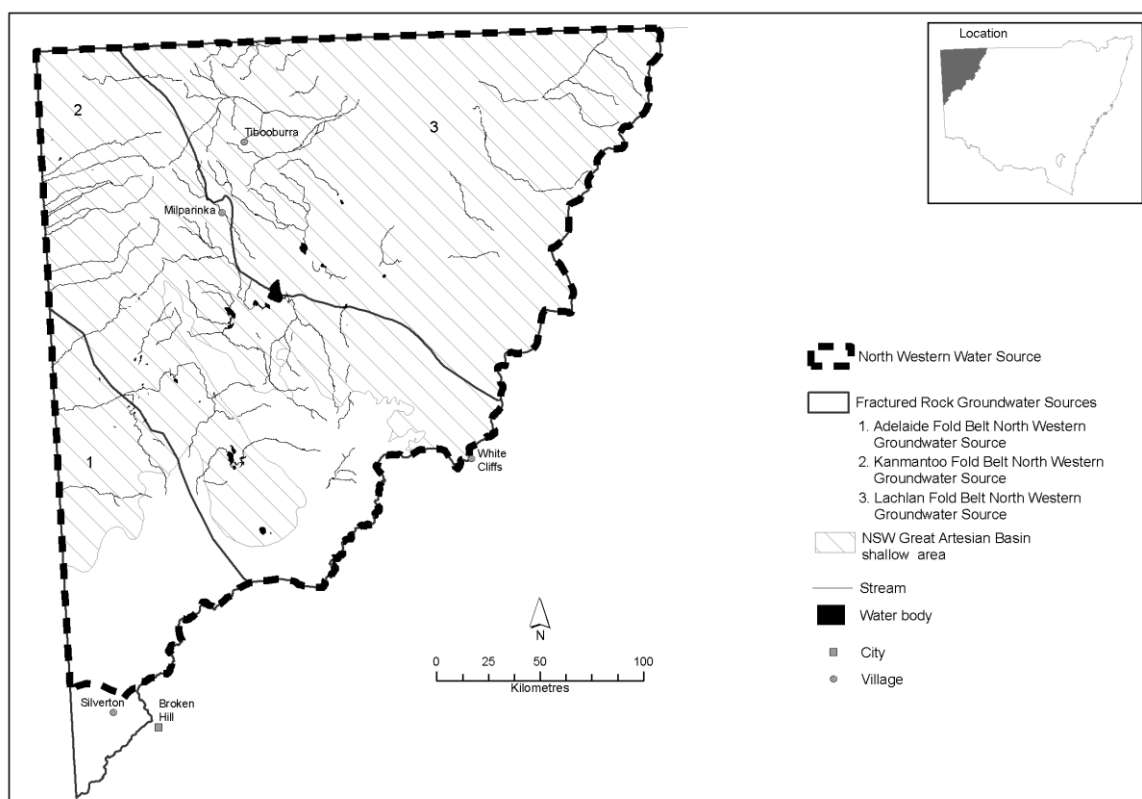 Location
2
3
Tibooburra
Milparinka
1
White
Cliffs
Silverton
Broken
Hill
N
0 25 50 100
Kilometres
North Western Water Source
Fractured Rock Groundwater Sources
1. Adelaide Fold Belt North Western
Groundwater Source
2. Kanmantoo Fold Belt North Western
Groundwater Source
3. Lachlan Fold Belt North Western
Groundwater Source
NSW Great Artesian Basin
shallow area
Stream
Water body
City
Village